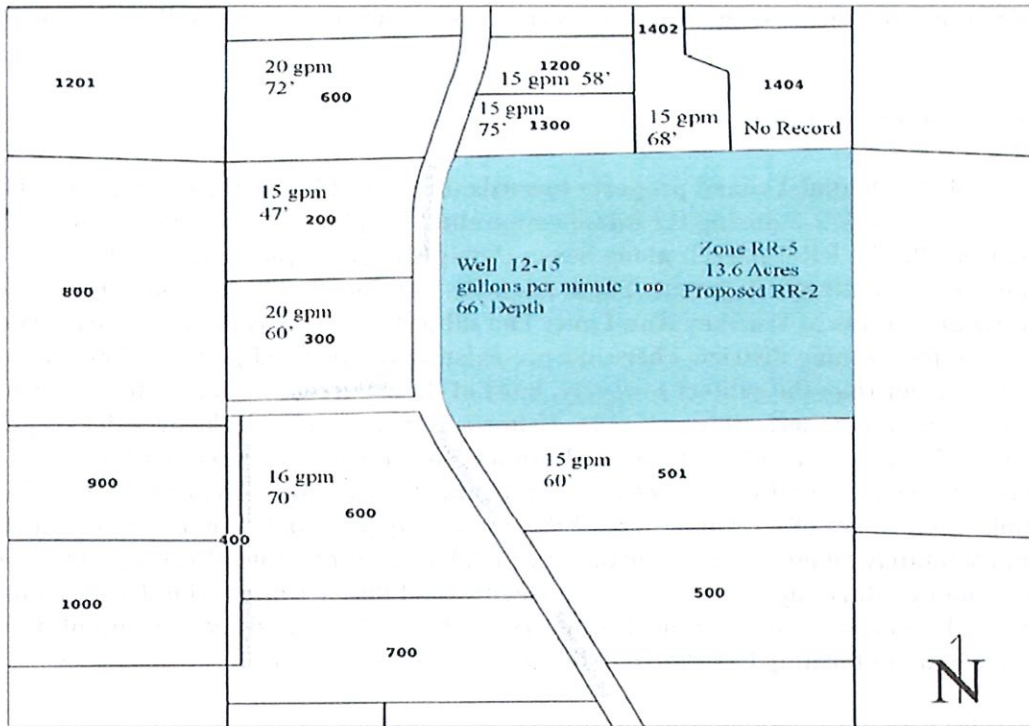 1402
20 gpm
72' 600
1200
15 gpm 58'
1201
1404
15 gpm
75' 1300
15 gpm
68'
No Record
15 gpm
47' 200
Zone RR-5
13.6 Acres
Proposed RR-2
Well 12-15
gallons per minute 100
66' Depth
800
20 gpm
60' 300
15 gpm
60' 501
16 gpm
70' 600
900
400
1000
500
700
N